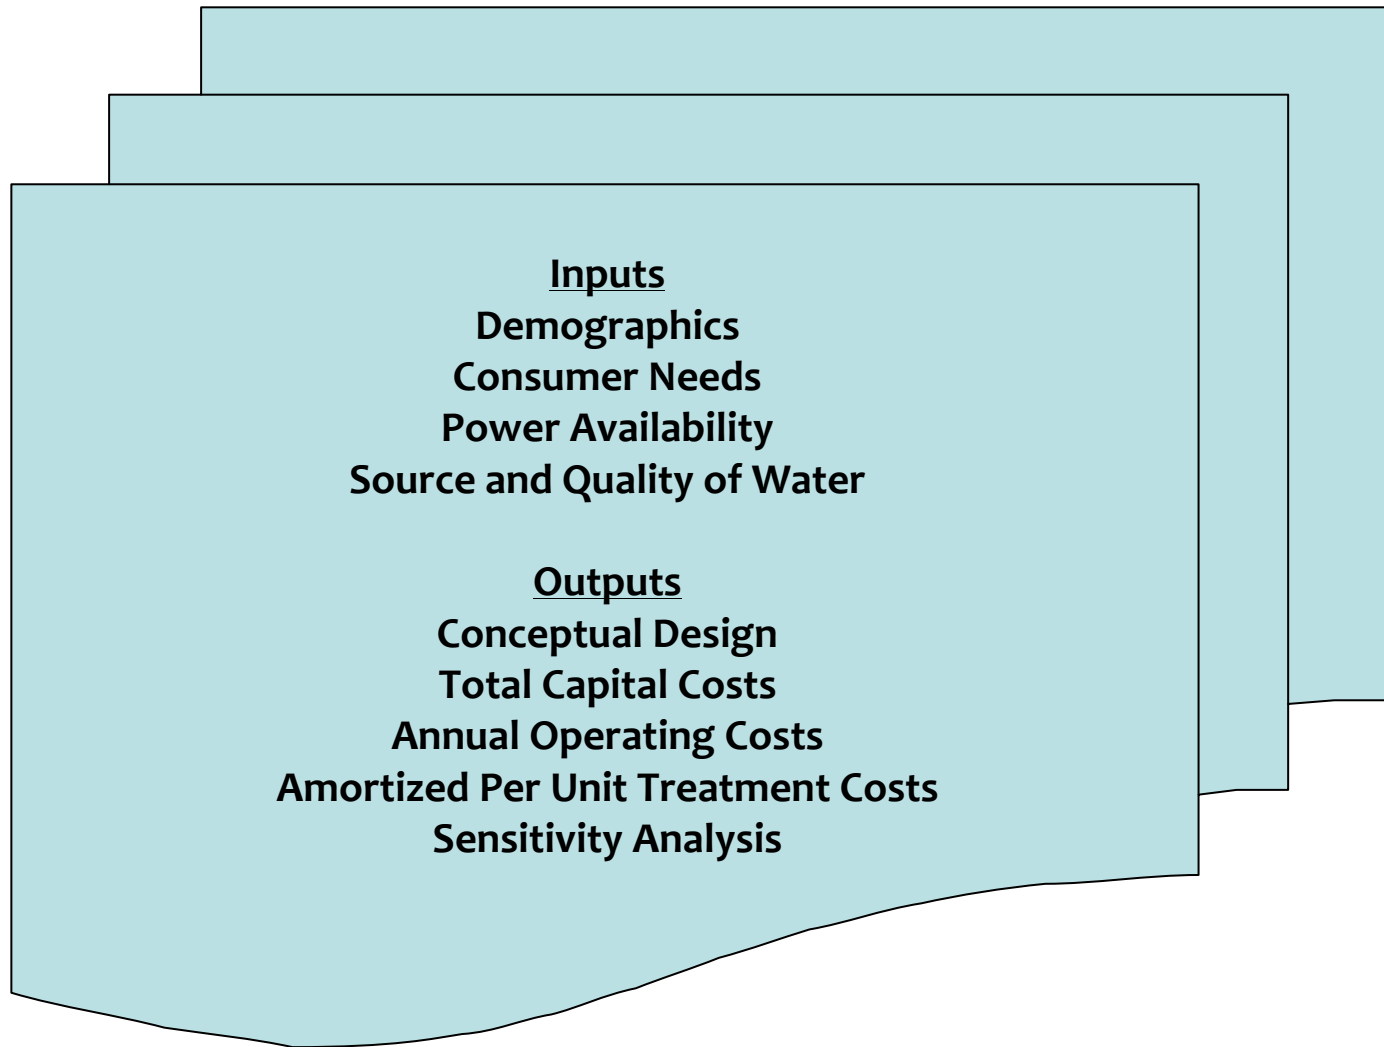 Inputs
Demographics
Consumer Needs
Power Availability
Source and Quality of Water
Outputs
Conceptual Design
Total Capital Costs
Annual Operating Costs
Amortized Per Unit Treatment Costs
Sensitivity Analysis